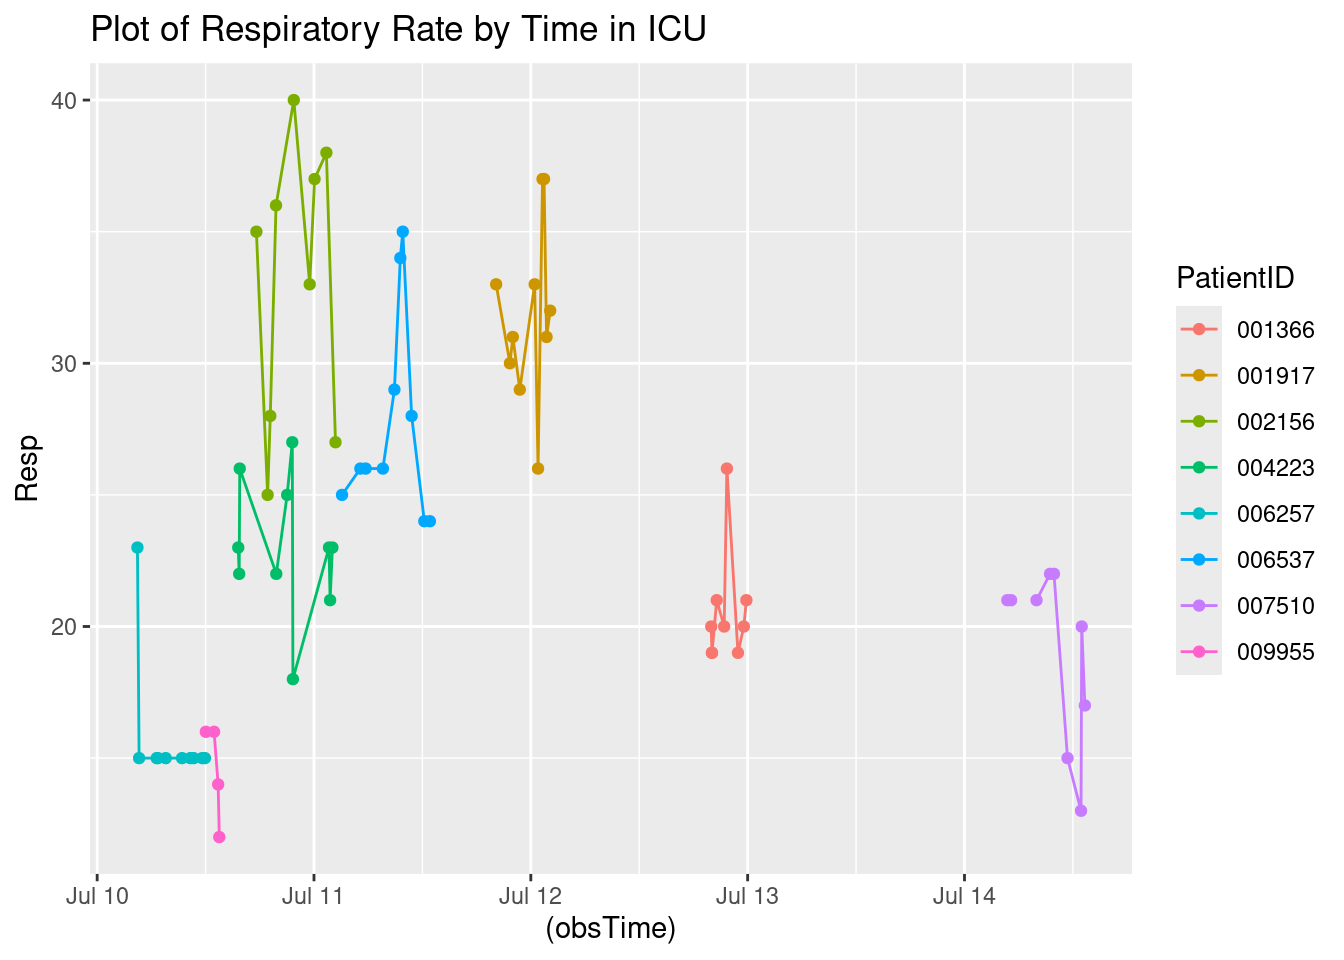 Plot of Respiratory Rate by Time in ICU
40
30
20
Resp
Jul 10
Jul 11
Jul 12
Jul 13
Jul 14
(obsTime)
PatientID
001366
001917
002156
004223
006257
006537
007510
009955